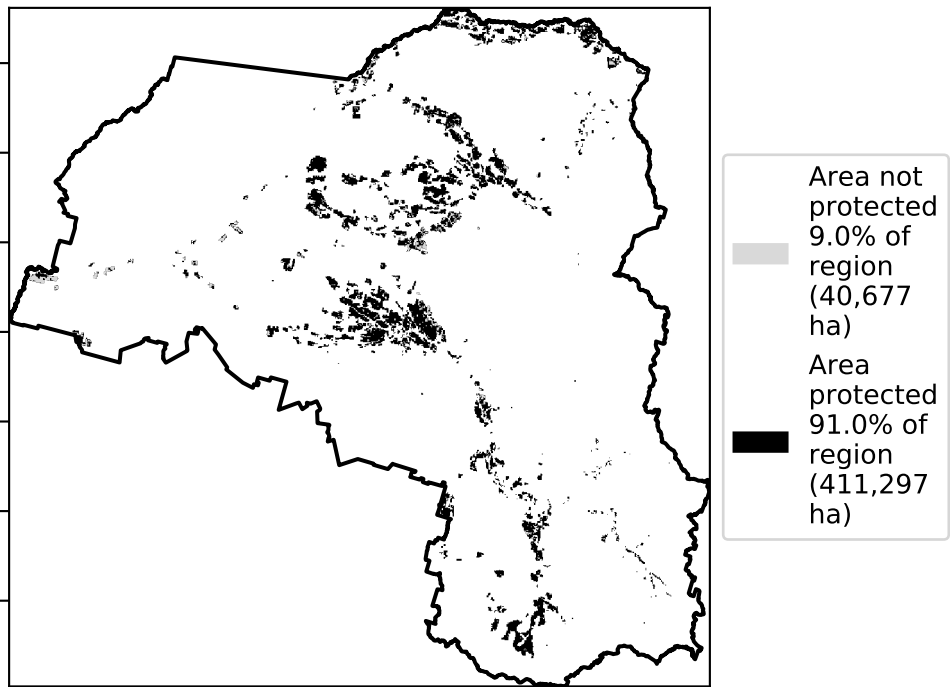 Area not
protected
9.0% of
region
(40,677
ha)
Area
protected
91.0% of
region
(411,297
ha)